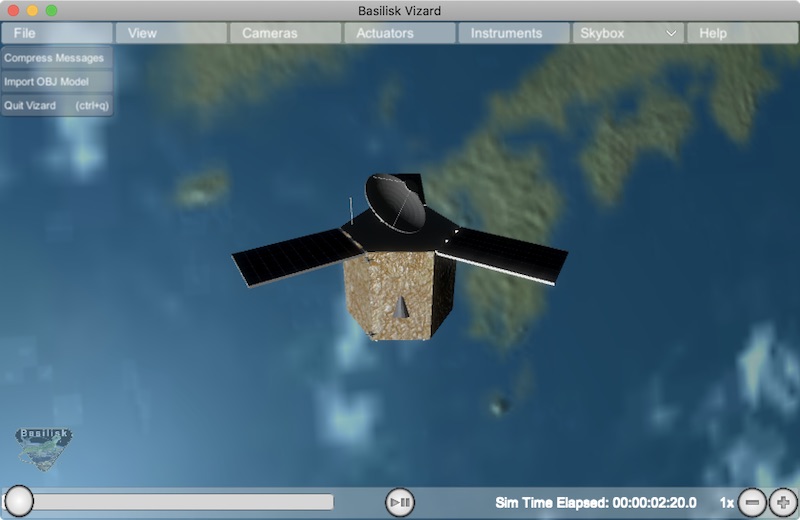 Basilisk Vizard
File View Cameras Actuators Instruments Skybox Help
Compress Messages
Import OBJ Model
Quit Vizard (ctrl+q)
Basilisk
Sim Time Elapsed: 00:00:02:20.0 1x